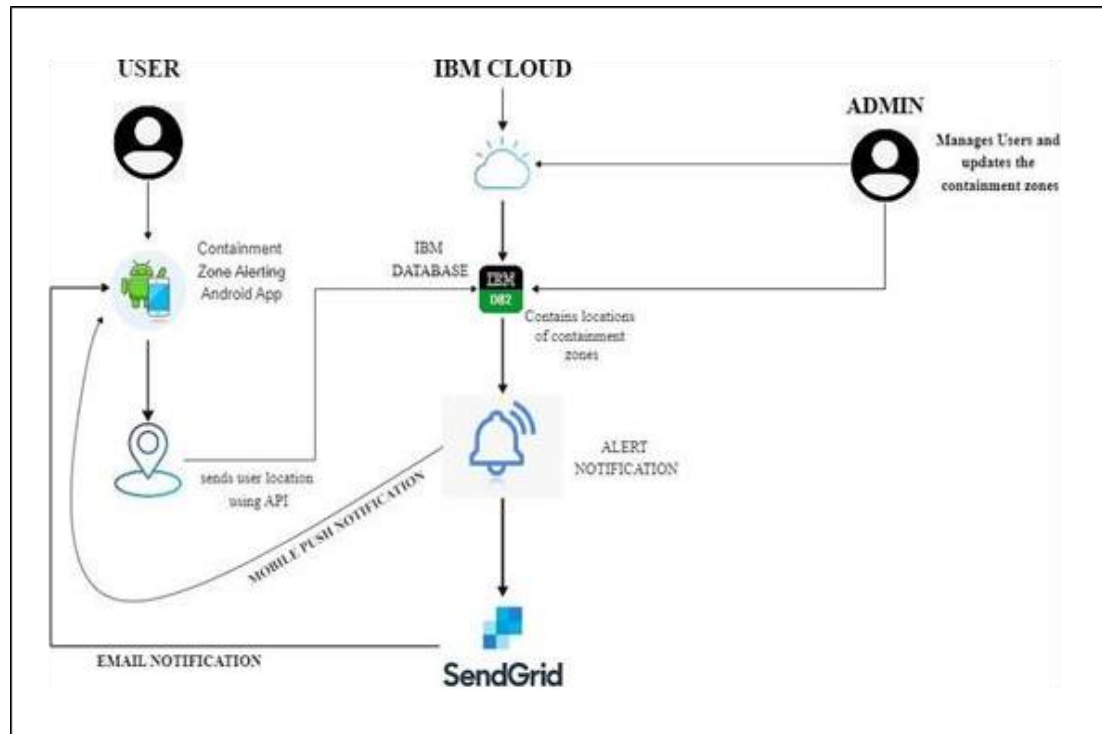 USER
IBM CLOUD
ADMIN
Manages Users and
updates the
containment zones
Containment
Zone Alerting
Android App
IBM
DATABASE
IBM
DB2
Contains locations
of containment
zones
sends user location
using API
ALERT
NOTIFICATION
MOBILE PUSH NOTIFICATION
EMAIL NOTIFICATION
SendGrid